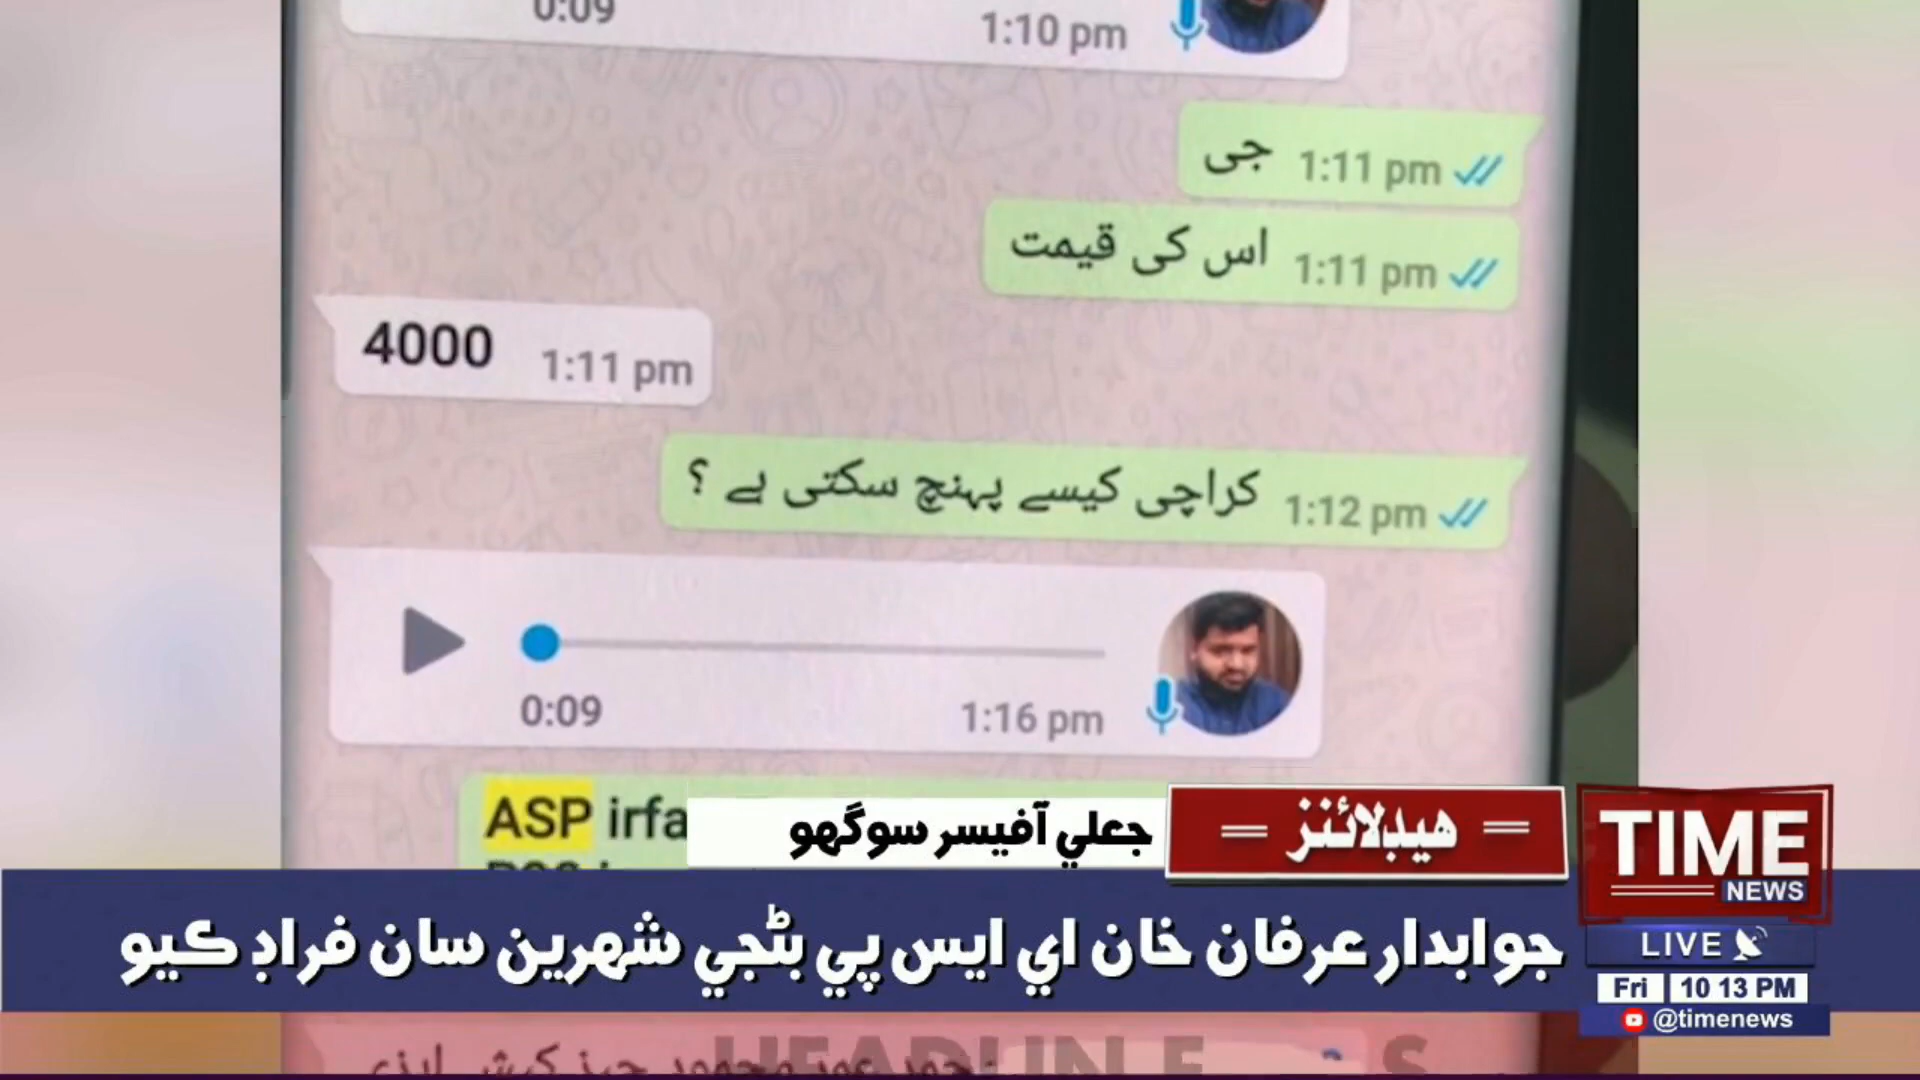 0:09
1:10 pm
جی 1:11 pm
اس کی قیمت 1:11 pm
4000 1:11 pm
کراچی کیسے پہنچ سکتی ہے ؟ 1:12 pm
0:09
1:16 pm
ASP irfa
جعلي آفيسر سوگهو
هيڊلائنز
TIME
NEWS
جوابدار عرفان خان اي ايس پي بڻجي شهرين سان فراڊ ڪيو
LIVE
Fri 10 13 PM
@timenews